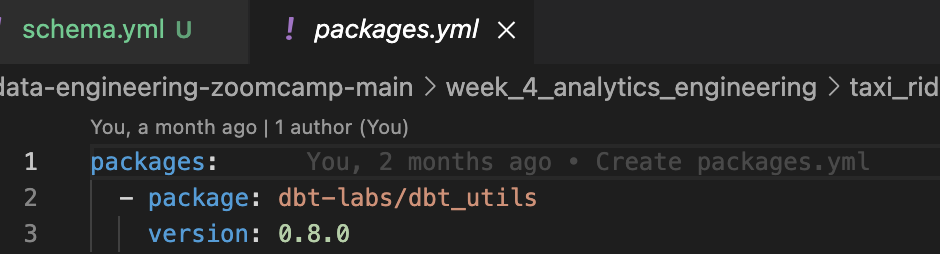 schema.yml U
! packages.yml ×
data-engineering-zoomcamp-main > week_4_analytics_engineering > taxi_rid
You, a month ago | 1 author (You)
1 packages: You, 2 months ago • Create packages.yml
2 - package: dbt-labs/dbt_utils
3 version: 0.8.0